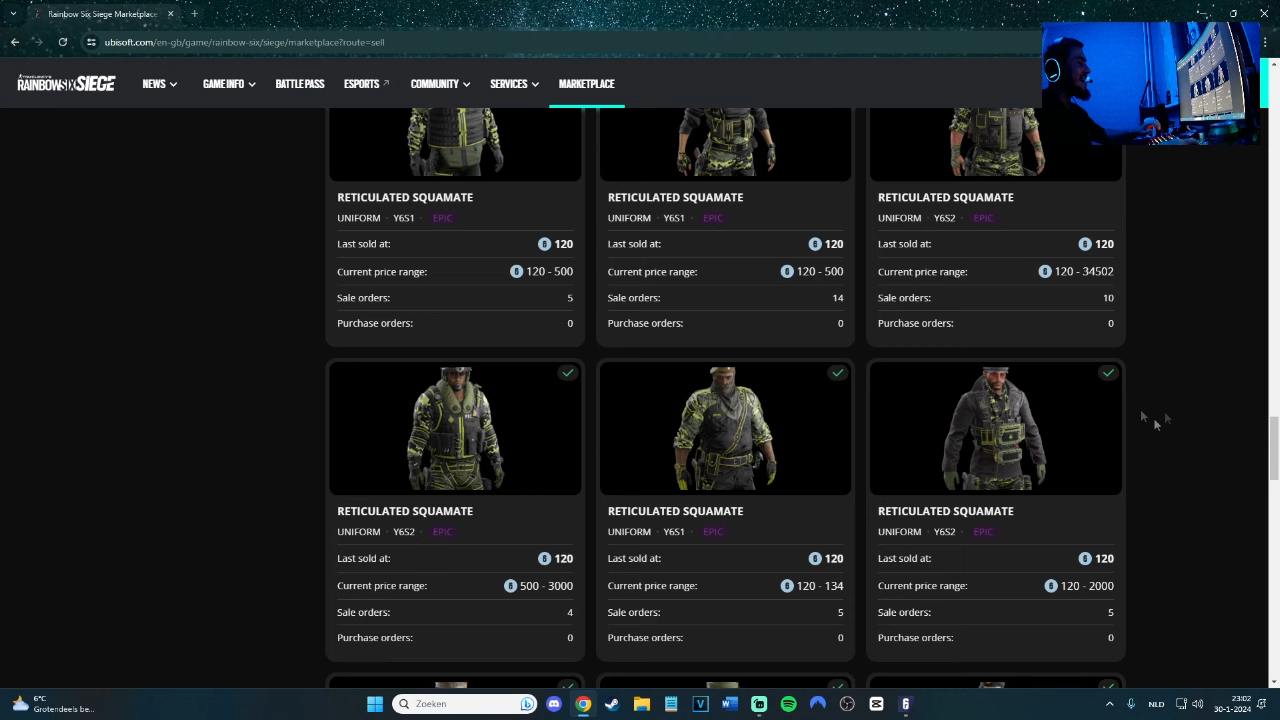 Rainbow Six Siege Marketplace
ubisoft.com/en-gb/game/rainbow-six/siege/marketplace?route=sell
RAINBOWSIX SIEGE NEWS GAME INFO BATTLE PASS ESPORTS COMMUNITY SERVICES MARKETPLACE
RETICULATED SQUAMATE RETICULATED SQUAMATE RETICULATED SQUAMATE
UNIFORM · Y6S1 · EPIC UNIFORM · Y6S1 · EPIC UNIFORM · Y6S2 · EPIC
Last sold at: 120 Last sold at: 120 Last sold at: 120
Current price range: 120 - 500 Current price range: 120 - 500 Current price range: 120 - 34502
Sale orders: 5 Sale orders: 14 Sale orders: 10
Purchase orders: 0 Purchase orders: 0 Purchase orders: 0
RETICULATED SQUAMATE RETICULATED SQUAMATE RETICULATED SQUAMATE
UNIFORM · Y6S2 · EPIC UNIFORM · Y6S1 · EPIC UNIFORM · Y6S2 · EPIC
Last sold at: 120 Last sold at: 120 Last sold at: 120
Current price range: 500 - 3000 Current price range: 120 - 134 Current price range: 120 - 2000
Sale orders: 4 Sale orders: 5 Sale orders: 5
Purchase orders: 0 Purchase orders: 0 Purchase orders: 0
6°C
Grotendeels be...
Zoeken
NLD
23:02
30-1-2024